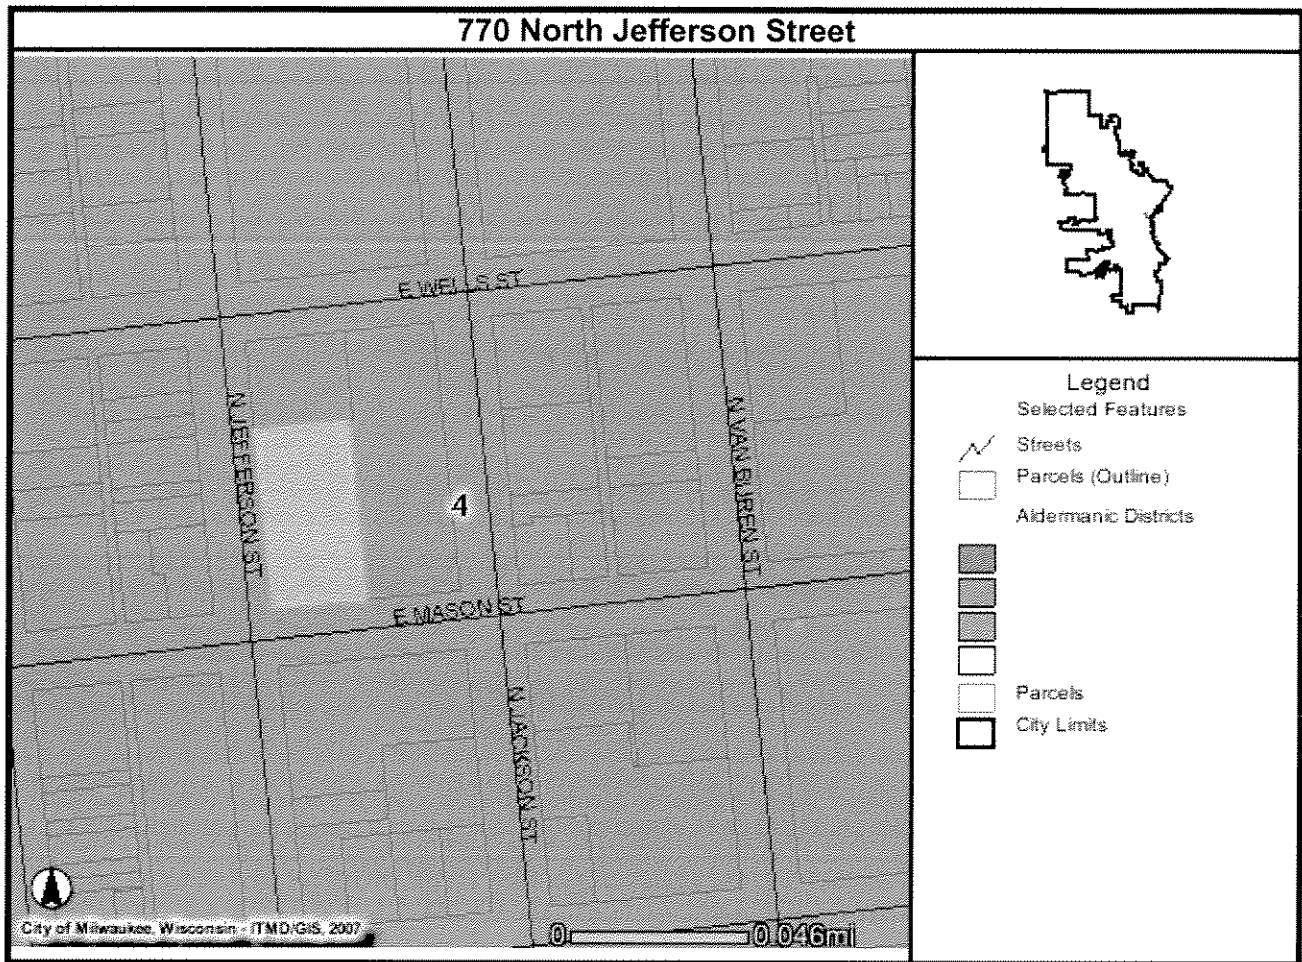 770 North Jefferson Street
E WELLS ST
N JEFFERSON ST
N VAN BUREN ST
4
E MASON ST
N JACKSON ST
City of Milwaukee, Wisconsin - ITMD/GIS, 2007
0 0.046mi
Legend
Selected Features
Streets
Parcels (Outline)
Aldermanic Districts
Parcels
City Limits